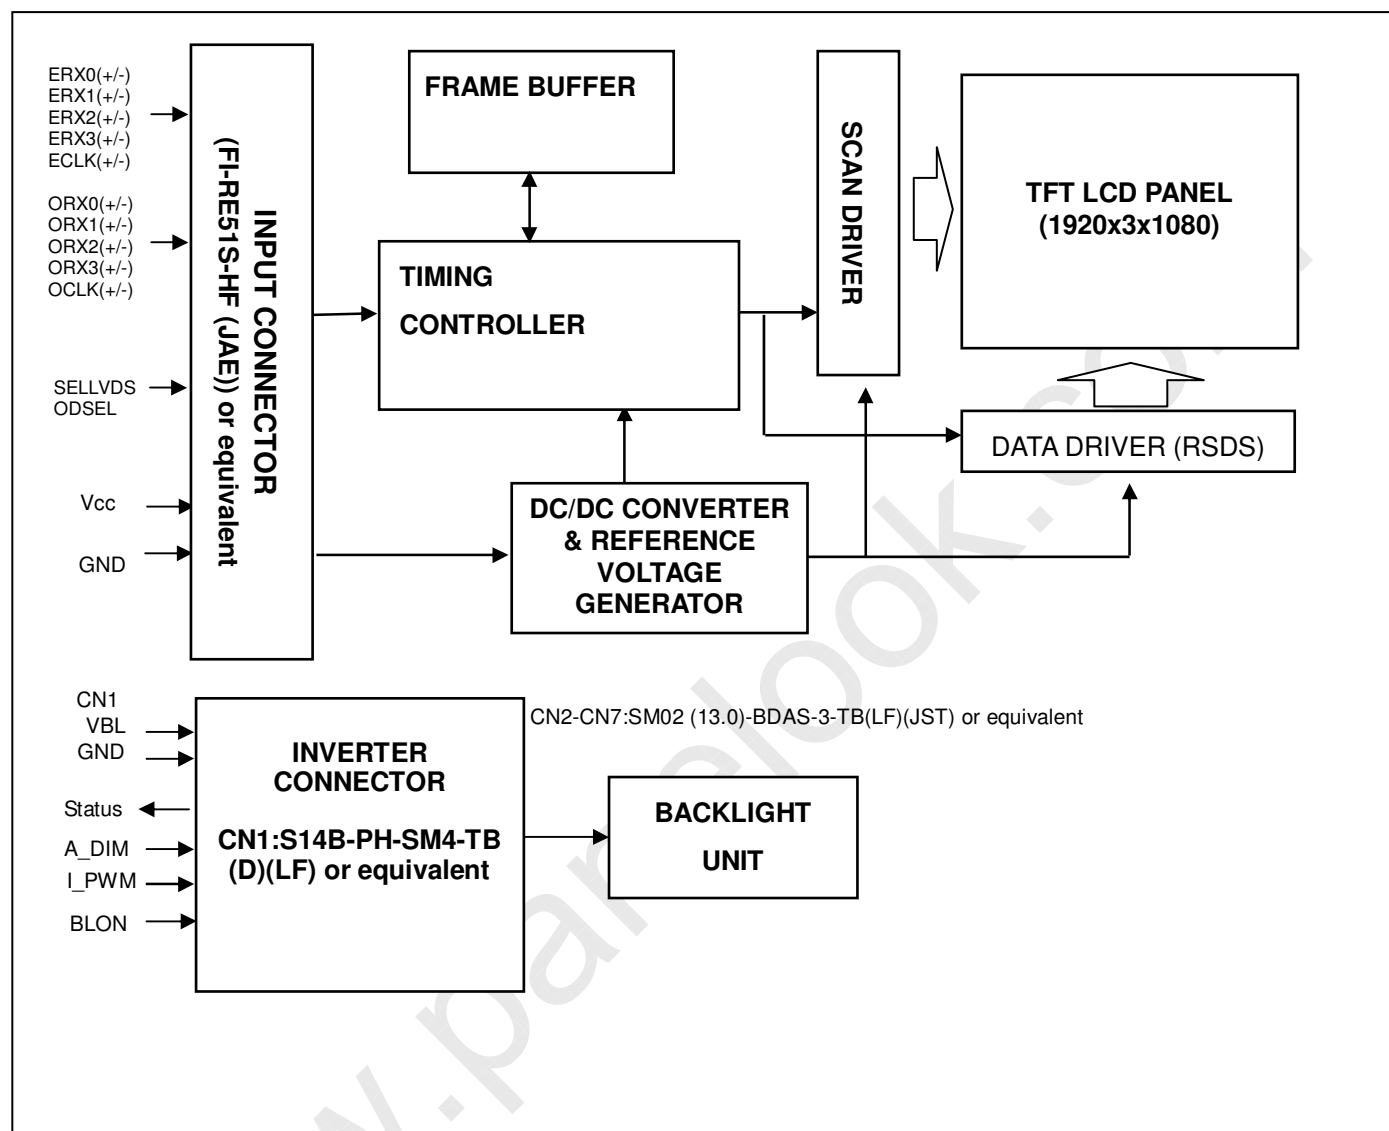 ERX0(+/-)
ERX1(+/-)
ERX2(+/-)
ERX3(+/-)
ECLK(+/-)
ORX0(+/-)
ORX1(+/-)
ORX2(+/-)
ORX3(+/-)
OCLK(+/-)
SELLVDS
ODSEL
Vcc
GND
INPUT CONNECTOR
(FI-RE51S-HF (JAE)) or equivalent
FRAME BUFFER
TIMING
CONTROLLER
SCAN DRIVER
TFT LCD PANEL
(1920x3x1080)
DATA DRIVER (RSDS)
DC/DC CONVERTER
& REFERENCE
VOLTAGE
GENERATOR
CN1
VBL
GND
Status
A_DIM
I_PWM
BLON
INVERTER
CONNECTOR
CN1:S14B-PH-SM4-TB
(D)(LF) or equivalent
CN2-CN7:SM02 (13.0)-BDAS-3-TB(LF)(JST) or equivalent
BACKLIGHT
UNIT
w.panelook.com